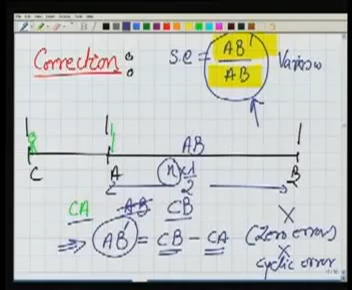 Correction:
S.e = AB' / AB
Various
AB
C A n × λ/2 B
CA AB CB
AB' = CB - CA
X
(Zero errors)
X
cyclic error